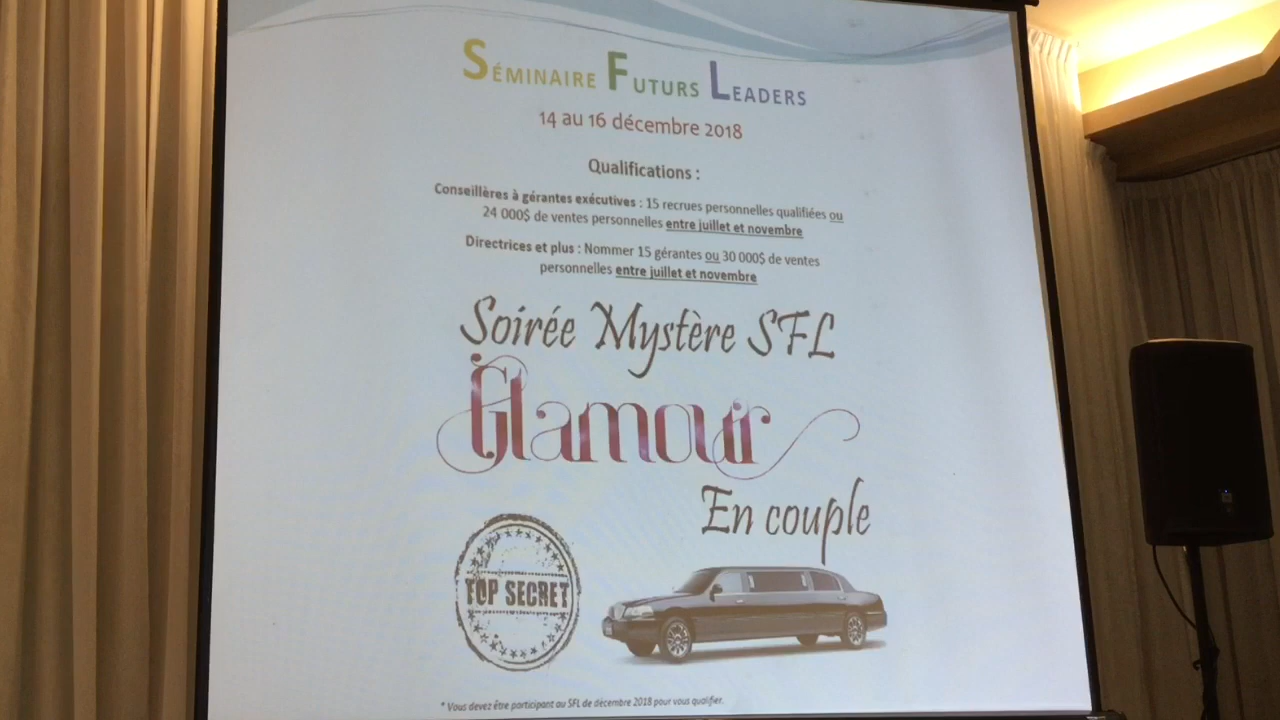 SÉMINAIRE FUTURS LEADERS
14 au 16 décembre 2018
Qualifications :
Conseillères à gérantes exécutives : 15 recrues personnelles qualifiées ou
24 000$ de ventes personnelles entre juillet et novembre
Directrices et plus : Nommer 15 gérantes ou 30 000$ de ventes
personnelles entre juillet et novembre
Soirée Mystère SFL
Glamour
En couple
TOP SECRET
* Vous devez être participant au SFL de décembre 2018 pour vous qualifier.